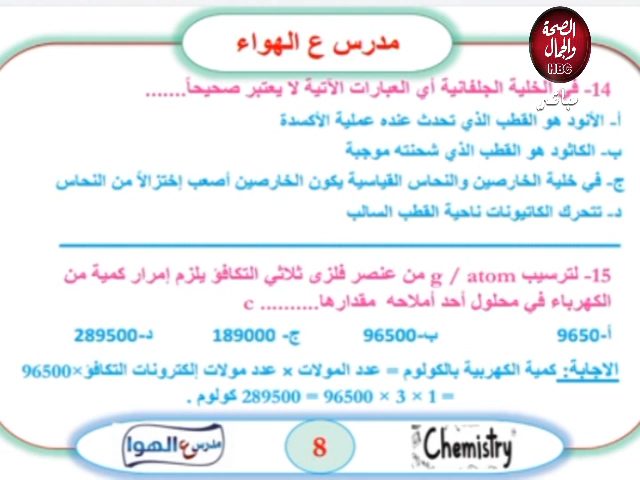 الصحة
والجمال
HBC
مباشر
مدرس ع الهواء
14- في الخلية الجلفانية أي العبارات الآتية لا يعتبر صحيحاً.......
أ- الأنود هو القطب الذي تحدث عنده عملية الأكسدة
ب- الكاثود هو القطب الذي شحنته موجبة
ج- في خلية الخارصين والنحاس القياسية يكون الخارصين أصعب إختزالاً من النحاس
د- تتحرك الكاتيونات ناحية القطب السالب
15- لترسيب g / atom من عنصر فلزى ثلاثي التكافؤ يلزم إمرار كمية من
الكهرباء في محلول أحد أملاحه مقدارها.......... c
أ-9650 ب-96500 ج- 189000 د-289500
الاجابة: كمية الكهربية بالكولوم = عدد المولات × عدد مولات إلكترونات التكافؤ×96500
= 1 × 3 × 96500 = 289500 كولوم .
مدرس ع الهوا
8
Chemistry